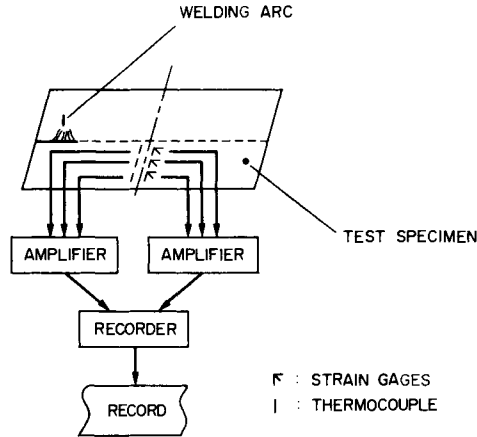 WELDING ARC
TEST SPECIMEN
AMPLIFIER AMPLIFIER
RECORDER
RECORD
: STRAIN GAGES
: THERMOCOUPLE